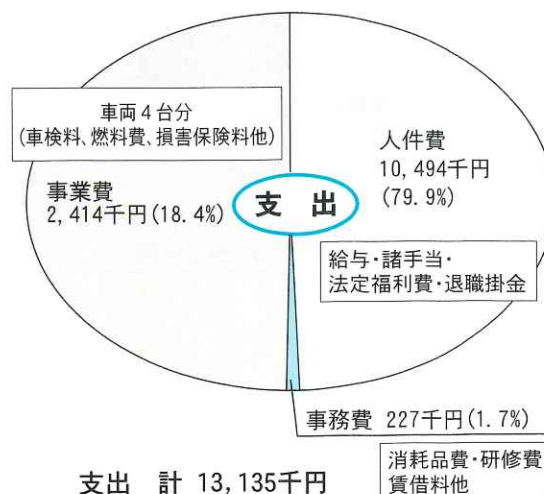 車両4台分
(車検料、燃料費、損害保険料他)
事業費
2,414千円(18.4%)
支 出
人件費
10,494千円
(79.9%)
給与・諸手当・
法定福利費・退職掛金
事務費 227千円(1.7%)
消耗品費・研修費
賃借料他
支出 計 13,135千円